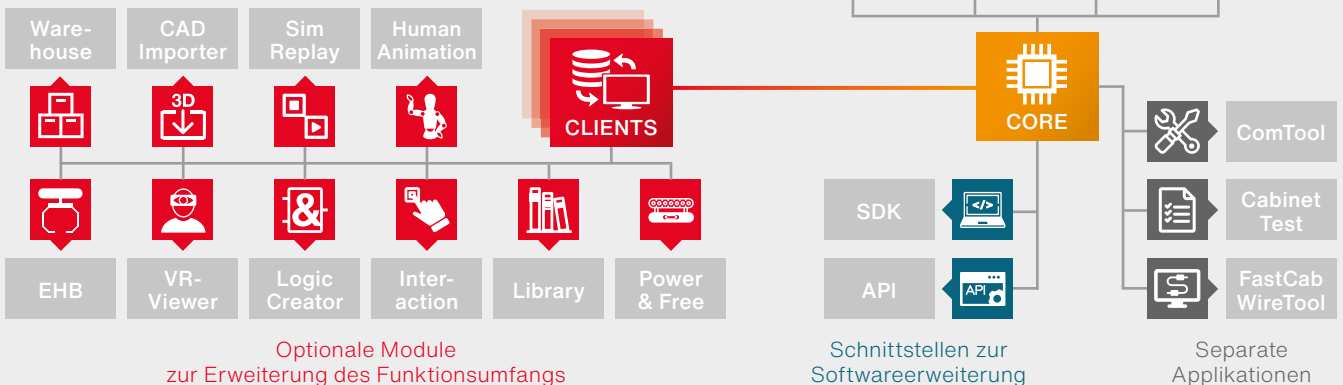 Ware-
house
CAD
Importer
Sim
Replay
Human
Animation
3D
CLIENTS
CORE
ComTool
&
EHB
VR-
Viewer
Logic
Creator
Inter-
action
Library
Power
& Free
SDK
</>
API
API
Cabinet
Test
FastCab
WireTool
Optionale Module
zur Erweiterung des Funktionsumfangs
Schnittstellen zur
Softwareerweiterung
Separate
Applikationen